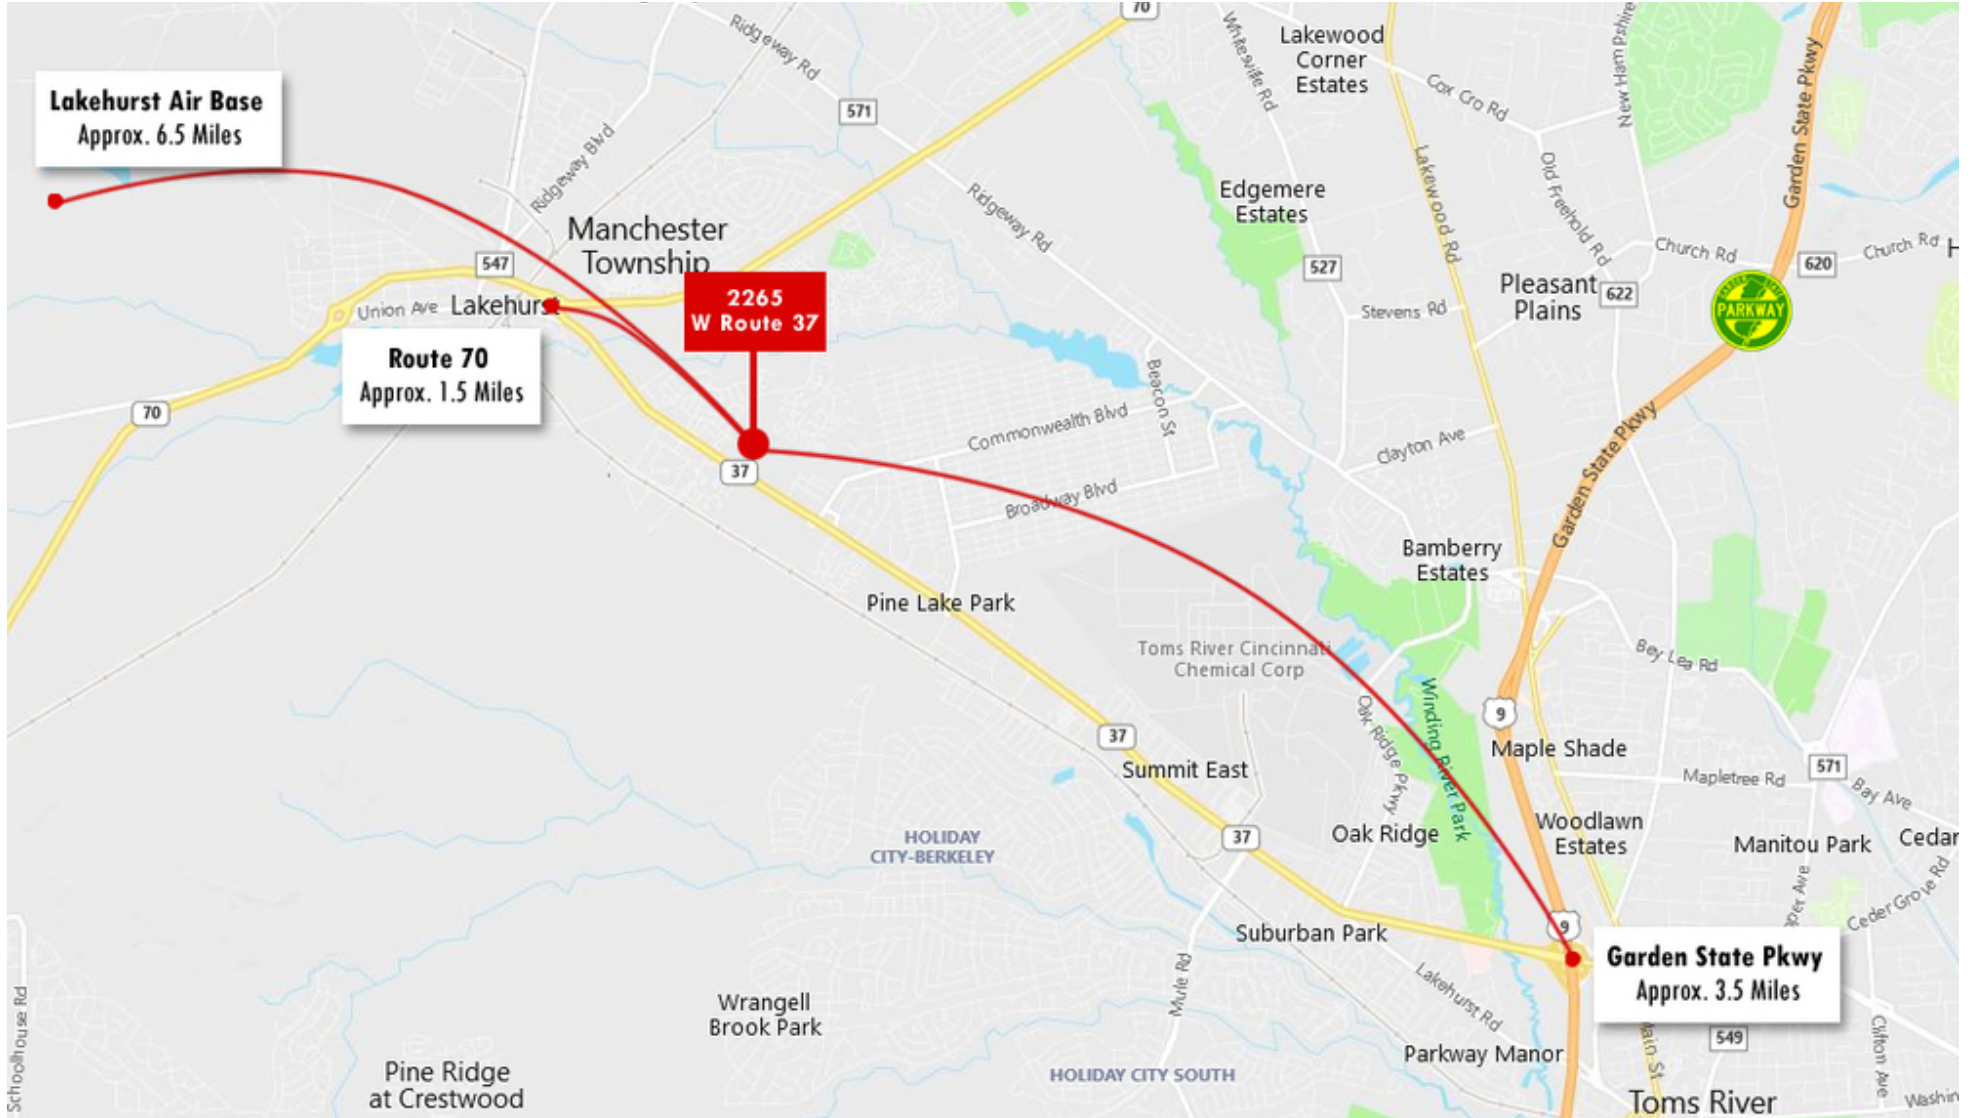 70
Ridgeway Rd
Whitesville Rd
Lakewood
Corner
Estates
New Hampshire
Garden State Pkwy
Cox Cro Rd
Lakehurst Air Base
Approx. 6.5 Miles
571
Ridgeway Blvd
Lakewood Rd
Old Freehold Rd
Edgemere
Estates
Ridgeway Rd
Manchester
Township
547
527
Church Rd
620
Church Rd
H
Pleasant
Plains
622
PARKWAY
Union Ave
Lakehurst
Stevens Rd
2265
W Route 37
Route 70
Approx. 1.5 Miles
70
Beacon St
Commonwealth Blvd
Clayton Ave
Garden State Pkwy
37
Broadway Blvd
Bamberry
Estates
Pine Lake Park
Toms River Cincinnati
Chemical Corp
Bey Lea Rd
Winding River Park
Oak Ridge Pkwy
9
37
Maple Shade
Summit East
Mapletree Rd
571
Bay Ave
HOLIDAY
CITY-BERKELEY
37
Oak Ridge
Woodlawn
Estates
Manitou Park
Cedar
per Ave
Ceder Grove Rd
Suburban Park
9
Garden State Pkwy
Approx. 3.5 Miles
Lakehurst Rd
Mule Rd
Schoolhouse Rd
Wrangell
Brook Park
549
Main St
Clifton Ave
Parkway Manor
Pine Ridge
at Crestwood
HOLIDAY CITY SOUTH
Toms River
Washin